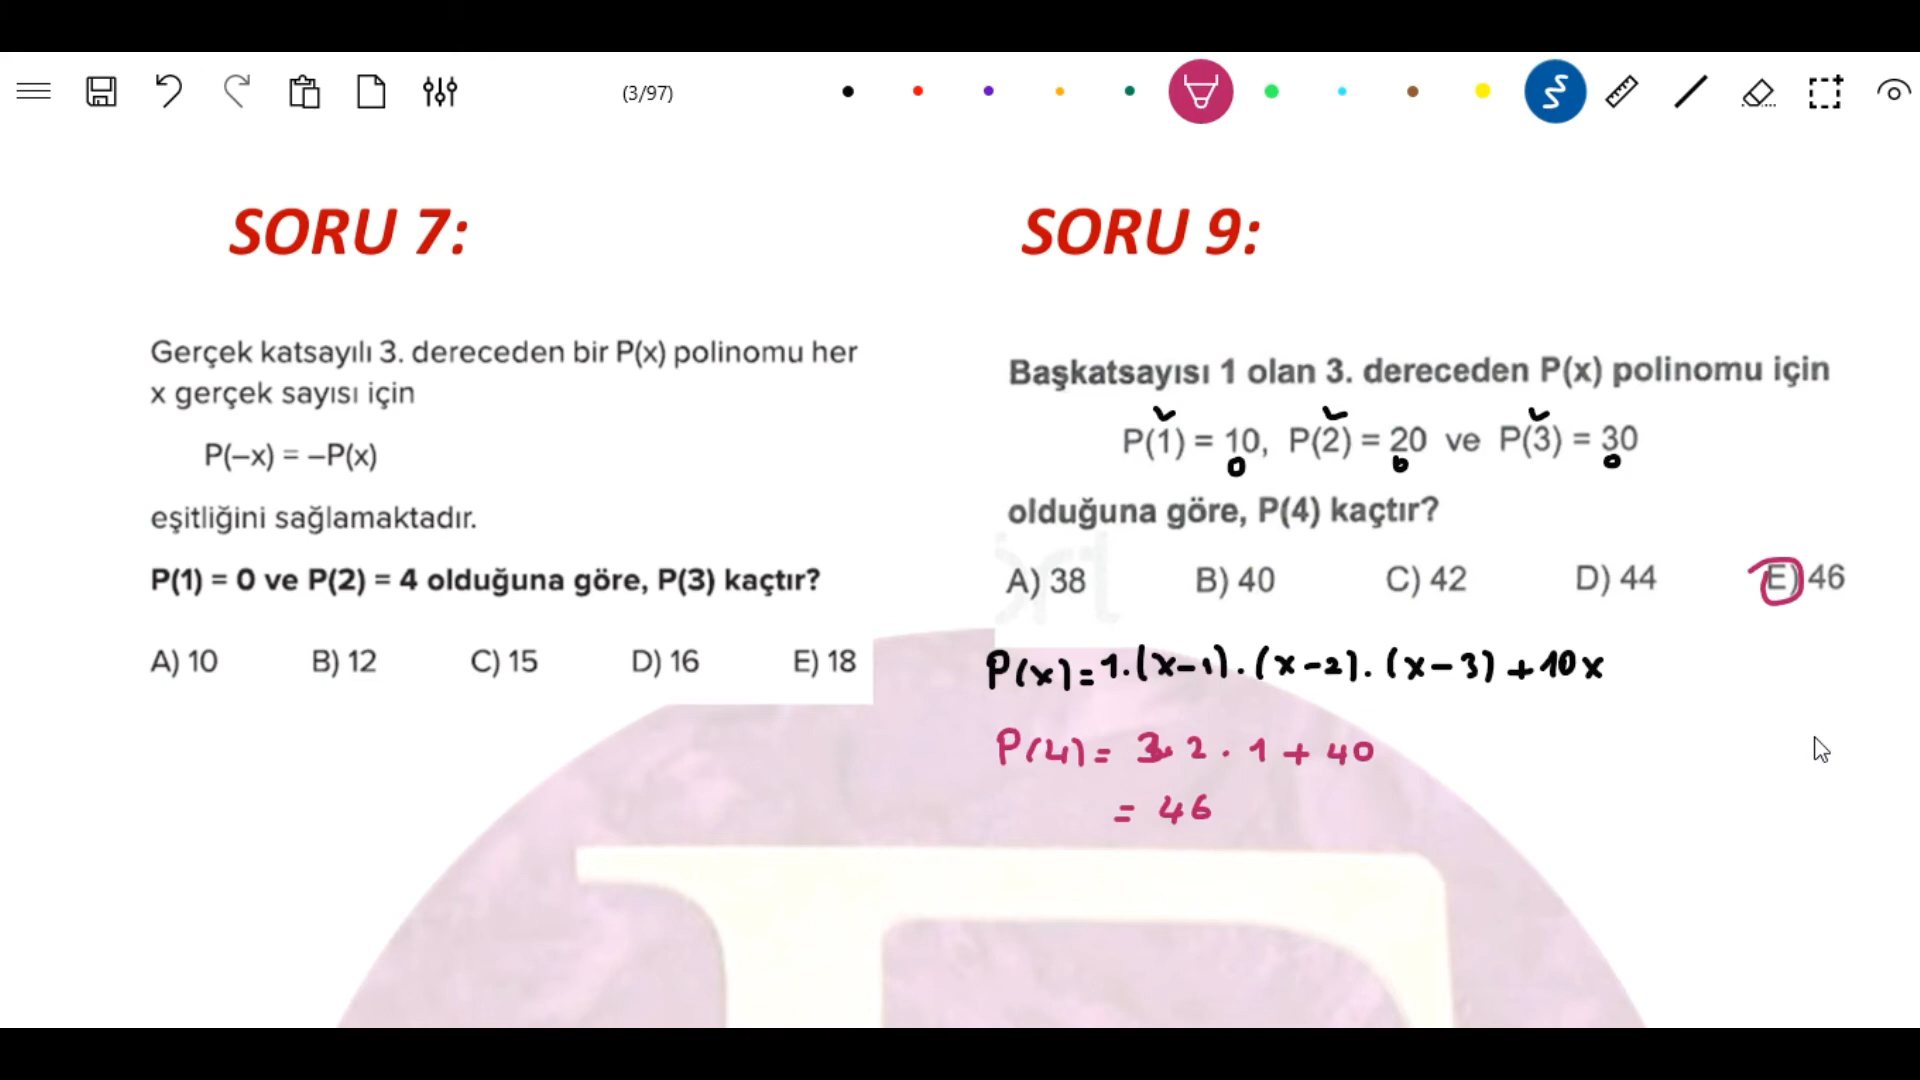 (3/97)
SORU 7:
Gerçek katsayılı 3. dereceden bir P(x) polinomu her
x gerçek sayısı için
P(−x) = −P(x)
eşitliğini sağlamaktadır.
P(1) = 0 ve P(2) = 4 olduğuna göre, P(3) kaçtır?
A) 10 B) 12 C) 15 D) 16 E) 18
SORU 9:
Başkatsayısı 1 olan 3. dereceden P(x) polinomu için
P(1) = 10, P(2) = 20 ve P(3) = 30
olduğuna göre, P(4) kaçtır?
A) 38 B) 40 C) 42 D) 44 E) 46
P(x)=1.(x-1).(x-2).(x-3)+10x
P(4)= 3.2.1+40
= 46